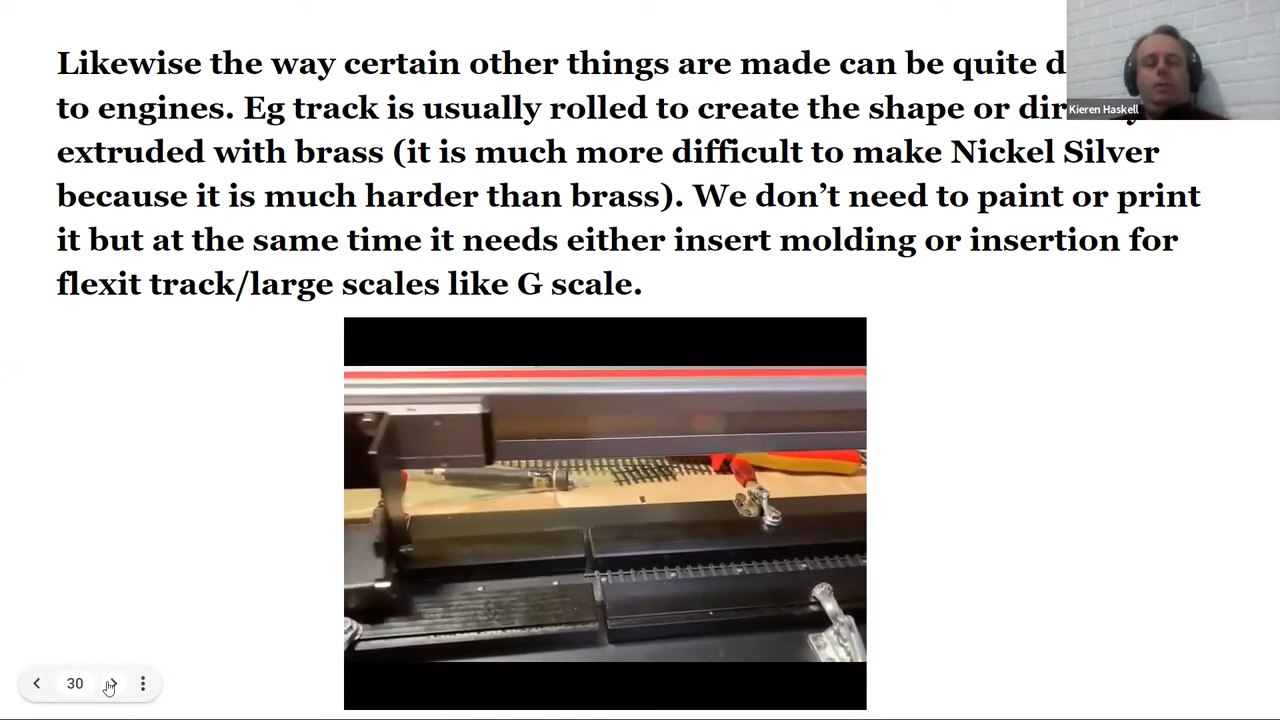 Likewise the way certain other things are made can be quite
to engines. Eg track is usually rolled to create the shape or
Kieren Haskell
extruded with brass (it is much more difficult to make Nickel Silver
because it is much harder than brass). We don’t need to paint or print
it but at the same time it needs either insert molding or insertion for
flexit track/large scales like G scale.
30